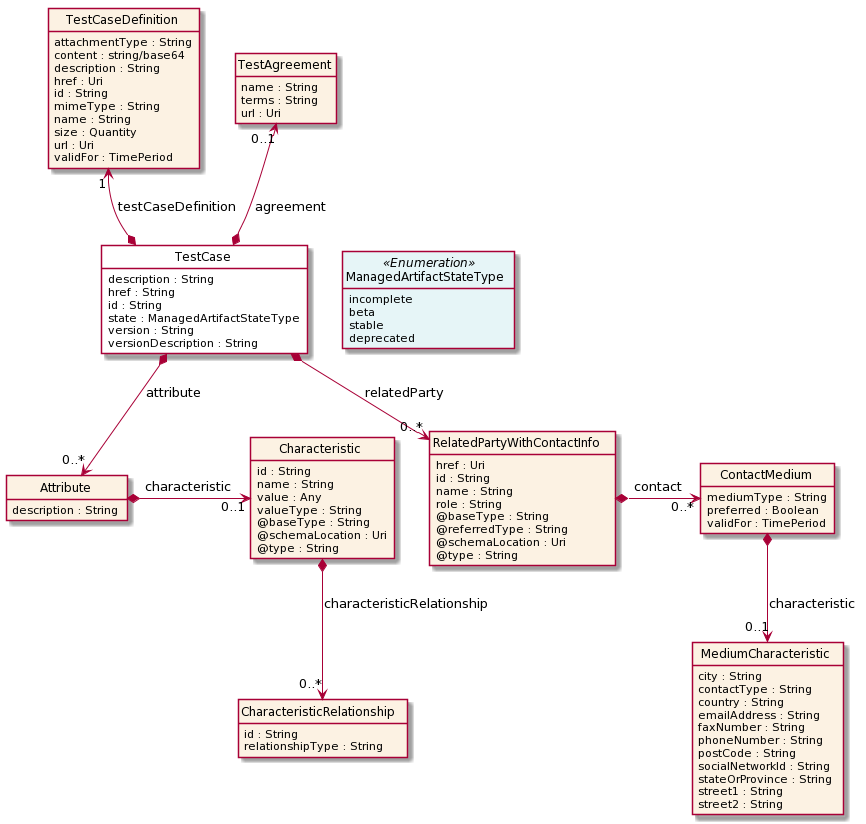 TestCaseDefinition
attachmentType : String
content : string/base64
description : String
href : Uri
id : String
mimeType : String
name : String
size : Quantity
url : Uri
validFor : TimePeriod
TestAgreement
name : String
terms : String
url : Uri
0..1
1
testCaseDefinition
agreement
TestCase
description : String
href : String
id : String
state : ManagedArtifactStateType
version : String
versionDescription : String
«Enumeration»
ManagedArtifactStateType
incomplete
beta
stable
deprecated
attribute
relatedParty
0..*
0..*
Attribute
description : String
characteristic
0..1
Characteristic
id : String
name : String
value : Any
valueType : String
@baseType : String
@schemaLocation : Uri
@type : String
RelatedPartyWithContactInfo
href : Uri
id : String
name : String
role : String
@baseType : String
@referredType : String
@schemaLocation : Uri
@type : String
contact
0..*
ContactMedium
mediumType : String
preferred : Boolean
validFor : TimePeriod
characteristicRelationship
0..*
characteristic
0..1
CharacteristicRelationship
id : String
relationshipType : String
MediumCharacteristic
city : String
contactType : String
country : String
emailAddress : String
faxNumber : String
phoneNumber : String
postCode : String
socialNetworkId : String
stateOrProvince : String
street1 : String
street2 : String